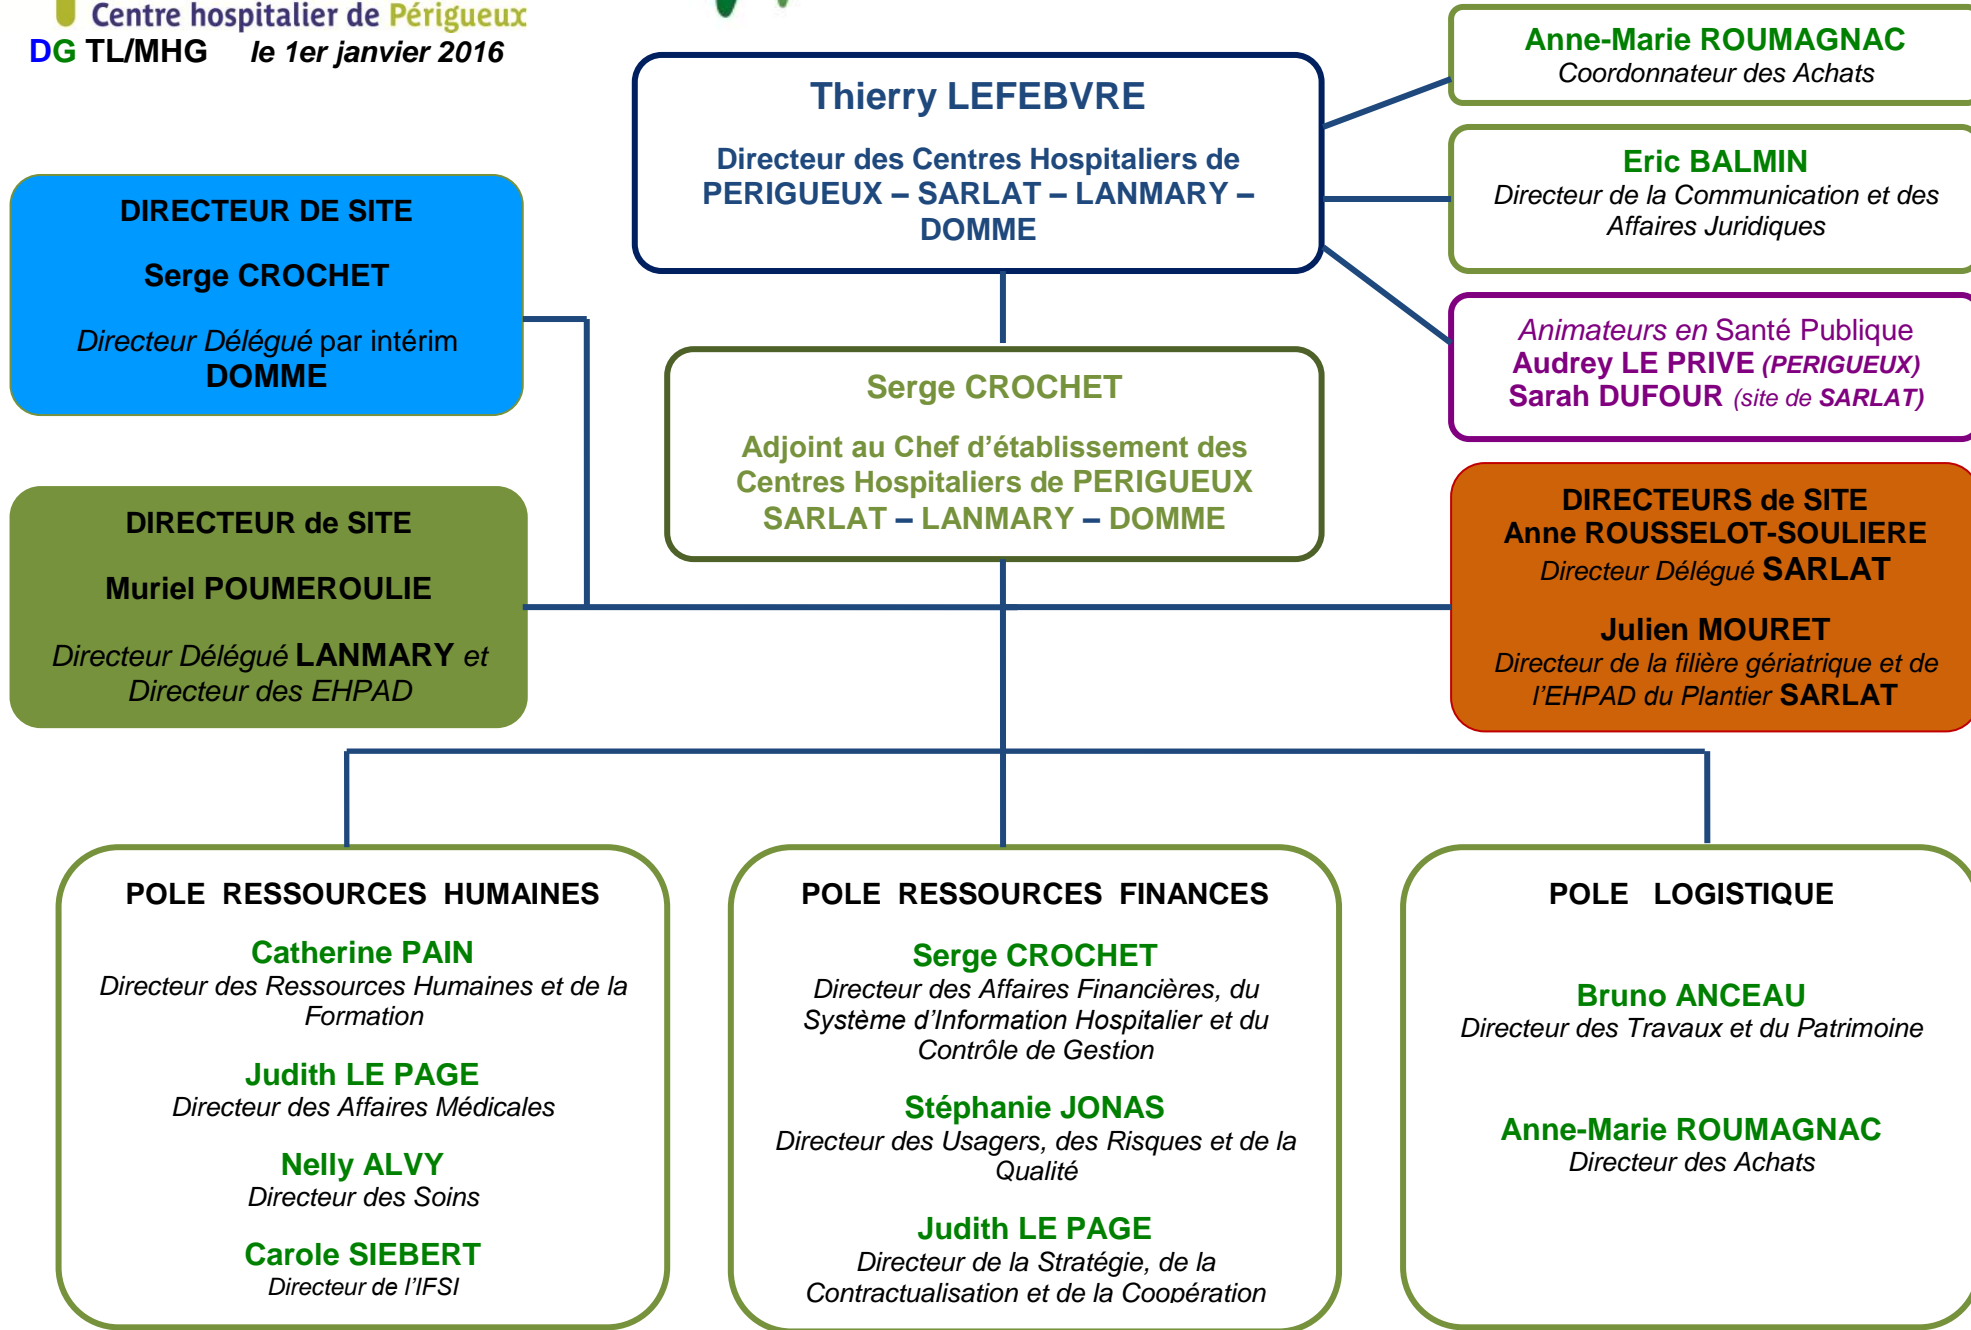 Centre hospitalier de Périgueux
DG TL/MHG le 1er janvier 2016
Thierry LEFEBVRE
Directeur des Centres Hospitaliers de
PERIGUEUX – SARLAT – LANMARY –
DOMME
Anne-Marie ROUMAGNAC
Coordonnateur des Achats
Eric BALMIN
Directeur de la Communication et des
Affaires Juridiques
Animateurs en Santé Publique
Audrey LE PRIVE (PERIGUEUX)
Sarah DUFOUR (site de SARLAT)
DIRECTEUR DE SITE
Serge CROCHET
Directeur Délégué par intérim
DOMME
Serge CROCHET
Adjoint au Chef d’établissement des
Centres Hospitaliers de PERIGUEUX
SARLAT – LANMARY – DOMME
DIRECTEUR de SITE
Muriel POUMEROULIE
Directeur Délégué LANMARY et
Directeur des EHPAD
DIRECTEURS de SITE
Anne ROUSSELOT-SOULIERE
Directeur Délégué SARLAT
Julien MOURET
Directeur de la filière gériatrique et de
l’EHPAD du Plantier SARLAT
POLE RESSOURCES HUMAINES
Catherine PAIN
Directeur des Ressources Humaines et de la
Formation
Judith LE PAGE
Directeur des Affaires Médicales
Nelly ALVY
Directeur des Soins
Carole SIEBERT
Directeur de l’IFSI
POLE RESSOURCES FINANCES
Serge CROCHET
Directeur des Affaires Financières, du
Système d’Information Hospitalier et du
Contrôle de Gestion
Stéphanie JONAS
Directeur des Usagers, des Risques et de la
Qualité
Judith LE PAGE
Directeur de la Stratégie, de la
Contractualisation et de la Coopération
POLE LOGISTIQUE
Bruno ANCEAU
Directeur des Travaux et du Patrimoine
Anne-Marie ROUMAGNAC
Directeur des Achats